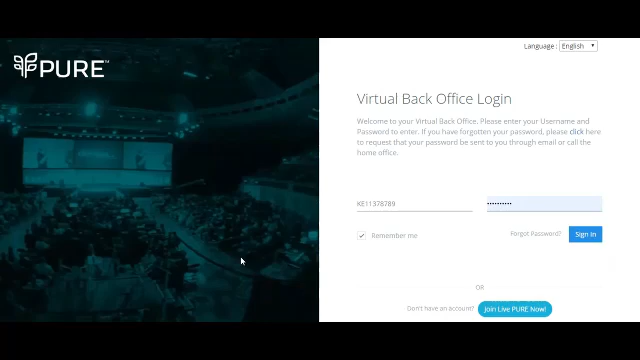 PURE™
Language : English
Virtual Back Office Login
Welcome to your Virtual Back Office. Please enter your Username and
Password to enter. If you have forgotten your password, please click here
to request that your password be sent to you through email or call the
home office.
KE11378789 ••••••••••
Remember me Forgot Password? Sign In
OR
Don't have an account? Join Live PURE Now!